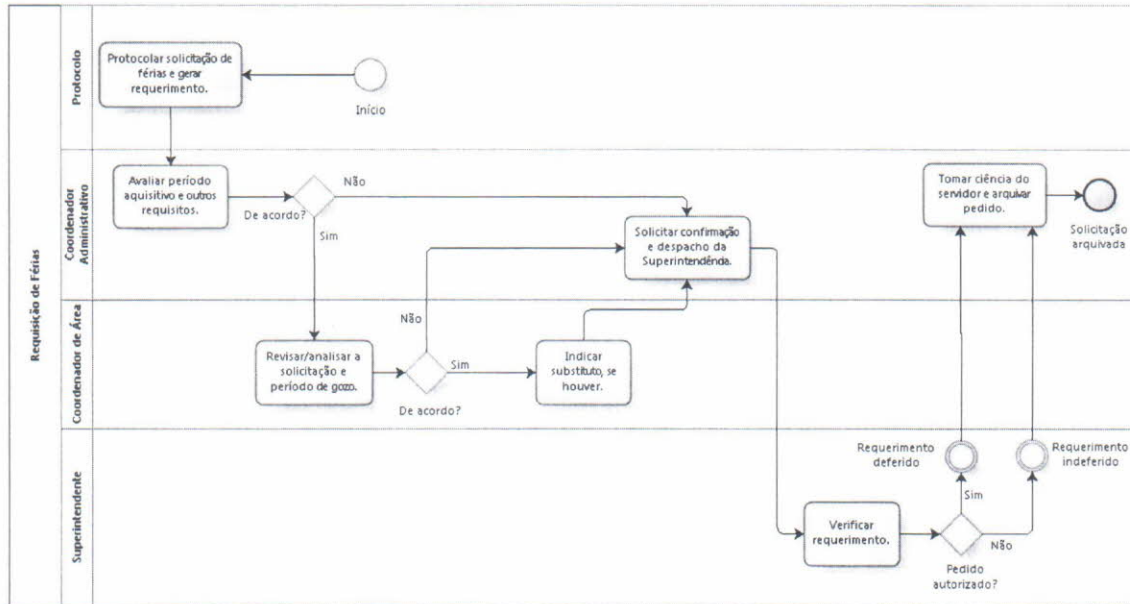 Requisição de Férias
Protocolo
Protocolar solicitação de
férias e gerar
requerimento.
Início
Coordenador
Administrativo
Avaliar período
aquisitivo e outros
requisitos.
De acordo?
Não
Sim
Solicitar confirmação
e despacho da
Superintendência.
Tomar ciência do
servidor e arquivar
pedido.
Solicitação
arquivada
Coordenador de Área
Revisar/analisar a
solicitação e
período de gozo.
De acordo?
Não
Sim
Indicar
substituto, se
houver.
Superintendente
Verificar
requerimento.
Pedido
autorizado?
Sim
Não
Requerimento
deferido
Requerimento
indeferido